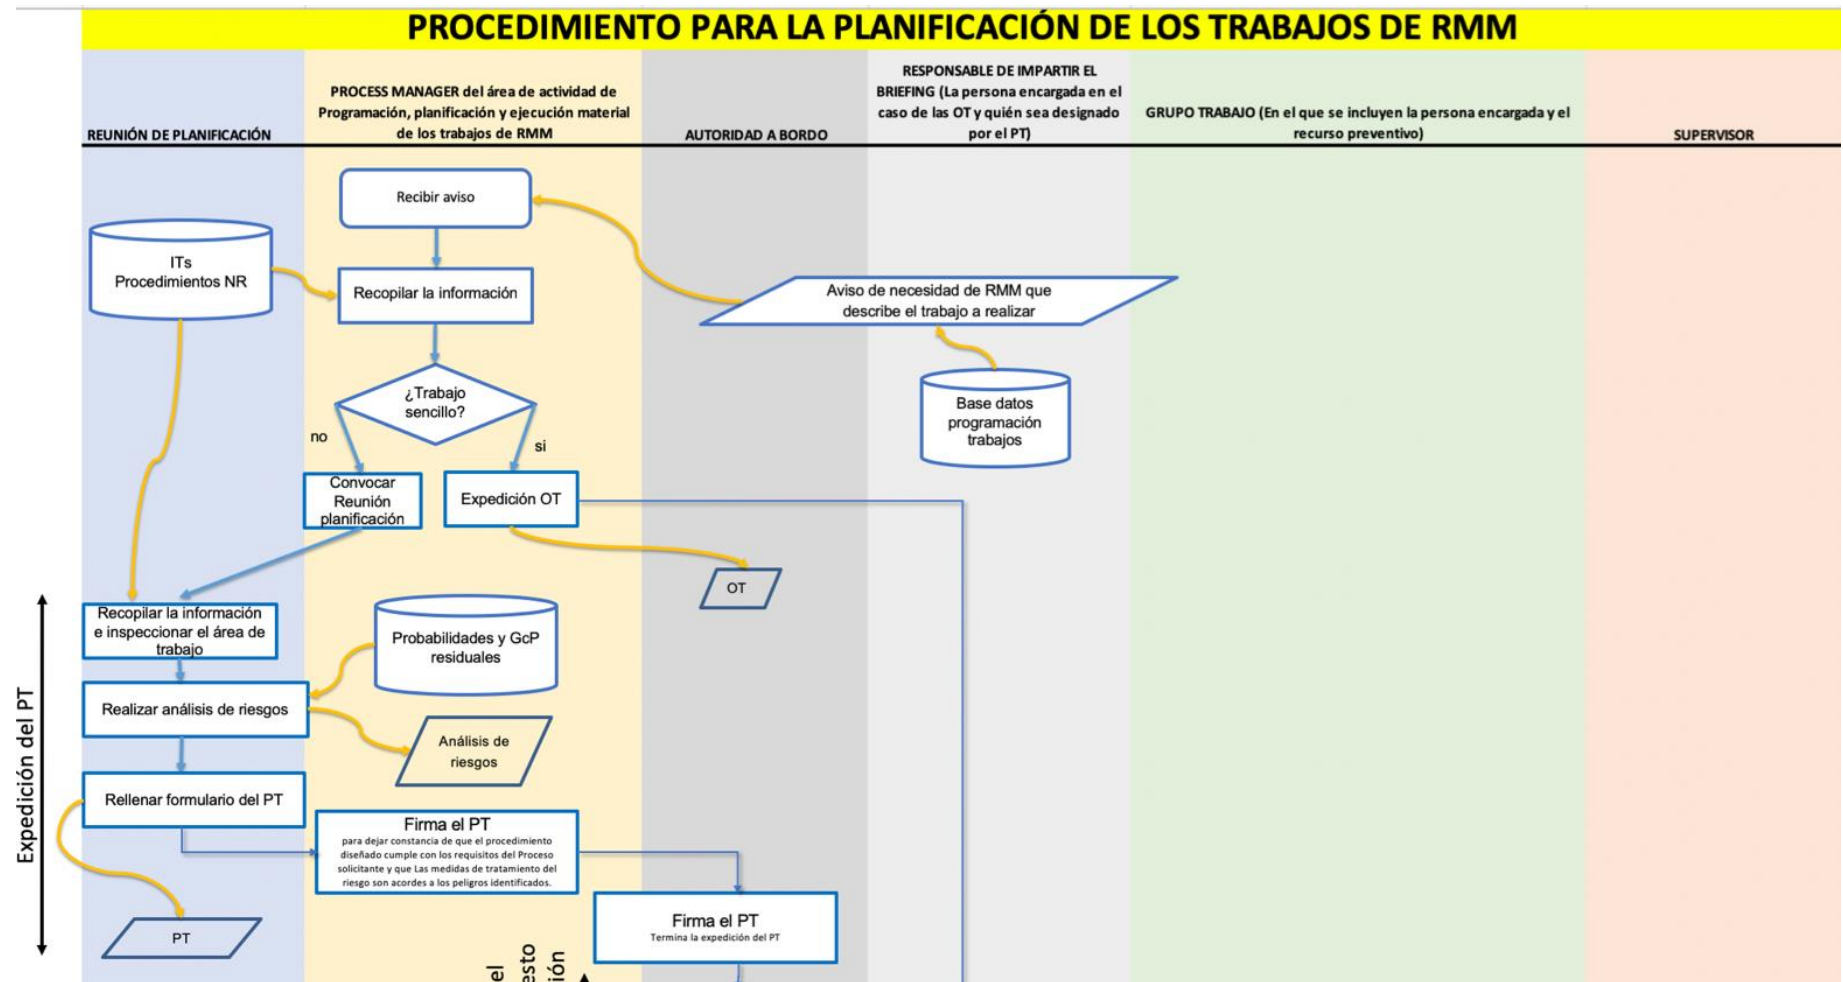 PROCEDIMIENTO PARA LA PLANIFICACIÓN DE LOS TRABAJOS DE RMM
REUNIÓN DE PLANIFICACIÓN
PROCESS MANAGER del área de actividad de
Programación, planificación y ejecución material
de los trabajos de RMM
AUTORIDAD A BORDO
RESPONSABLE DE IMPARTIR EL
BRIEFING (La persona encargada en el
caso de las OT y quién sea designado
por el PT)
GRUPO TRABAJO (En el que se incluyen la persona encargada y el
recurso preventivo)
SUPERVISOR
Recibir aviso
ITs
Procedimientos NR
Recopilar la información
Aviso de necesidad de RMM que
describe el trabajo a realizar
¿Trabajo
sencillo?
Base datos
programación
trabajos
no
si
Convocar
Reunión
planificación
Expedición OT
OT
Recopilar la información
e inspeccionar el área de
trabajo
Probabilidades y GcP
residuales
Realizar análisis de riesgos
Análisis de
riesgos
Expedición del PT
Rellenar formulario del PT
Firma el PT
para dejar constancia de que el procedimiento
diseñado cumple con los requisitos del Proceso
solicitante y que Las medidas de tratamiento del
riesgo son acordes a los peligros identificados.
Firma el PT
Termina la expedición del PT
PT
el
esto
ión